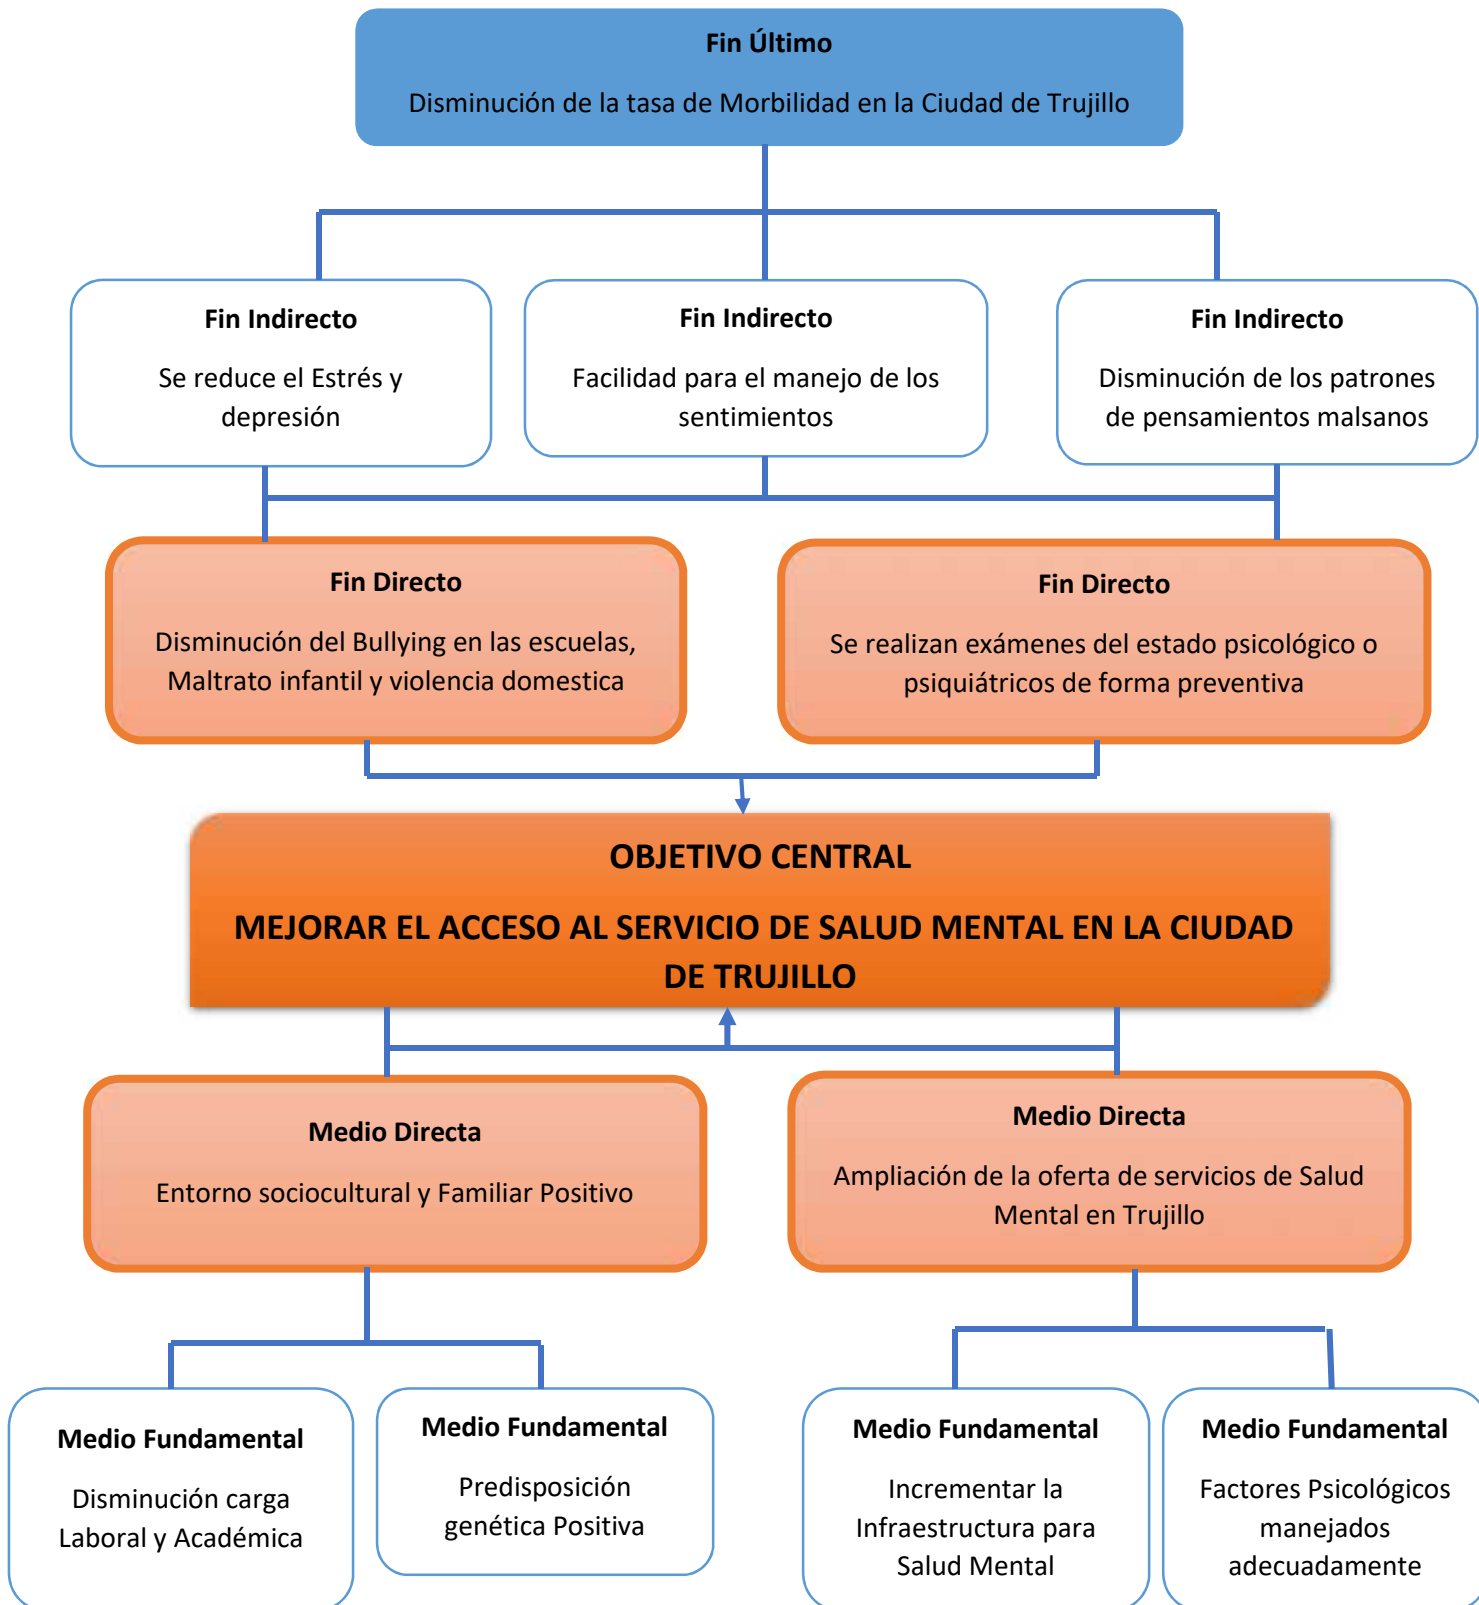 Fin Último
Disminución de la tasa de Morbilidad en la Ciudad de Trujillo
Fin Indirecto
Se reduce el Estrés y
depresión
Fin Indirecto
Facilidad para el manejo de los
sentimientos
Fin Indirecto
Disminución de los patrones
de pensamientos malsanos
Fin Directo
Disminución del Bullying en las escuelas,
Maltrato infantil y violencia domestica
Fin Directo
Se realizan exámenes del estado psicológico o
psiquiátricos de forma preventiva
OBJETIVO CENTRAL
MEJORAR EL ACCESO AL SERVICIO DE SALUD MENTAL EN LA CIUDAD
DE TRUJILLO
Medio Directa
Entorno sociocultural y Familiar Positivo
Medio Directa
Ampliación de la oferta de servicios de Salud
Mental en Trujillo
Medio Fundamental
Disminución carga
Laboral y Académica
Medio Fundamental
Predisposición
genética Positiva
Medio Fundamental
Incrementar la
Infraestructura para
Salud Mental
Medio Fundamental
Factores Psicológicos
manejados
adecuadamente